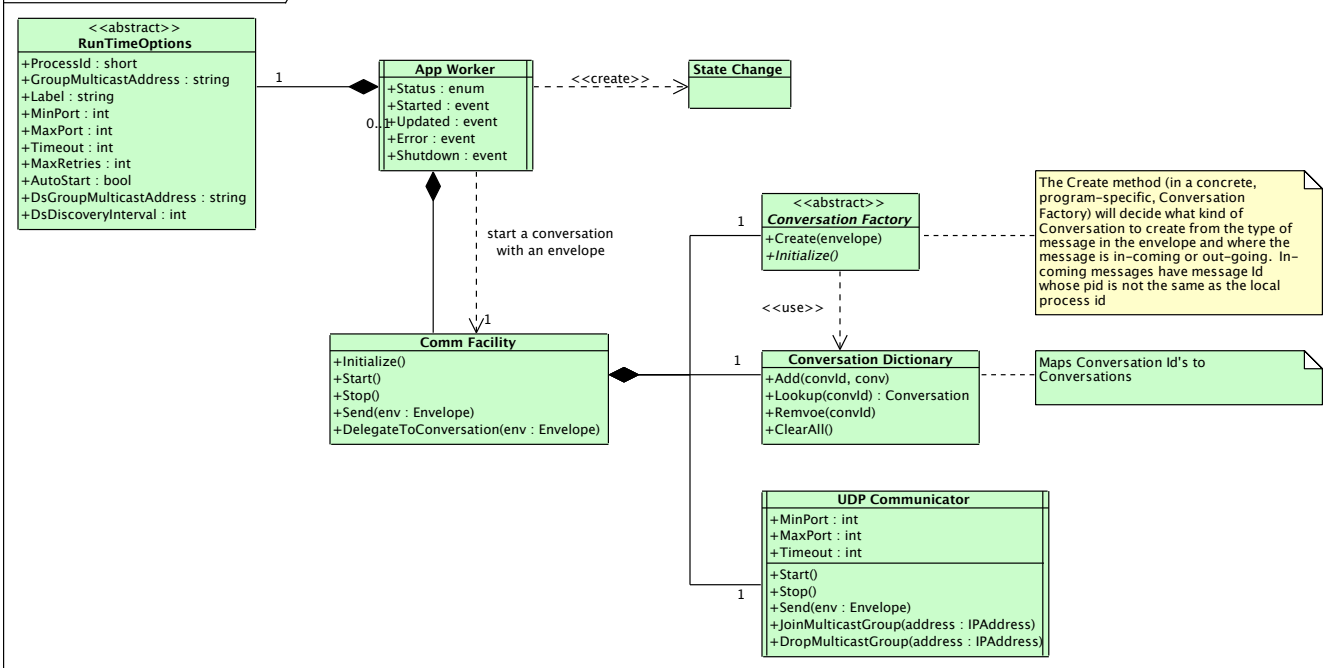 <<abstract>>
RunTimeOptions
+ProcessId : short
+GroupMulticastAddress : string
+Label : string
+MinPort : int
+MaxPort : int
+Timeout : int
+MaxRetries : int
+AutoStart : bool
+DsGroupMulticastAddress : string
+DsDiscoveryInterval : int
1
0..1
App Worker
+Status : enum
+Started : event
+Updated : event
+Error : event
+Shutdown : event
<<create>>
State Change
start a conversation
with an envelope
1
Comm Facility
+Initialize()
+Start()
+Stop()
+Send(env : Envelope)
+DelegateToConversation(env : Envelope)
1
<<abstract>>
Conversation Factory
+Create(envelope)
+Initialize()
The Create method (in a concrete,
program-specific, Conversation
Factory) will decide what kind of
Conversation to create from the type of
message in the envelope and where the
message is in-coming or out-going. In-
coming messages have message Id
whose pid is not the same as the local
process id
<<use>>
1
Conversation Dictionary
+Add(convId, conv)
+Lookup(convId) : Conversation
+Remvoe(convId)
+ClearAll()
Maps Conversation Id's to
Conversations
1
UDP Communicator
+MinPort : int
+MaxPort : int
+Timeout : int
+Start()
+Stop()
+Send(env : Envelope)
+JoinMulticastGroup(address : IPAddress)
+DropMulticastGroup(address : IPAddress)